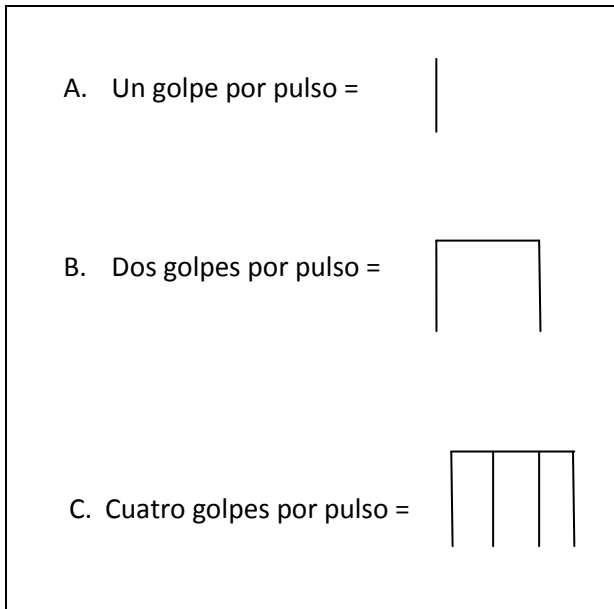 A. Un golpe por pulso =
B. Dos golpes por pulso =
C. Cuatro golpes por pulso =